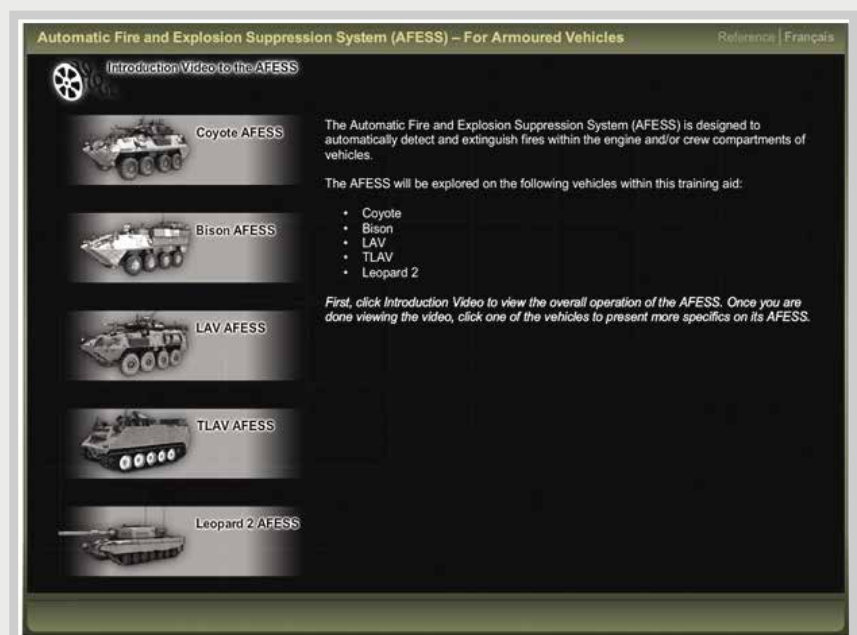 Automatic Fire and Explosion Suppression System (AFESS) – For Armoured Vehicles
Reference | Français
Introduction Video to the AFESS
Coyote AFESS
Bison AFESS
LAV AFESS
TLAV AFESS
Leopard 2 AFESS
The Automatic Fire and Explosion Suppression System (AFESS) is designed to
automatically detect and extinguish fires within the engine and/or crew compartments of
vehicles.
The AFESS will be explored on the following vehicles within this training aid:
• Coyote
• Bison
• LAV
• TLAV
• Leopard 2
First, click Introduction Video to view the overall operation of the AFESS. Once you are
done viewing the video, click one of the vehicles to present more specifics on its AFESS.